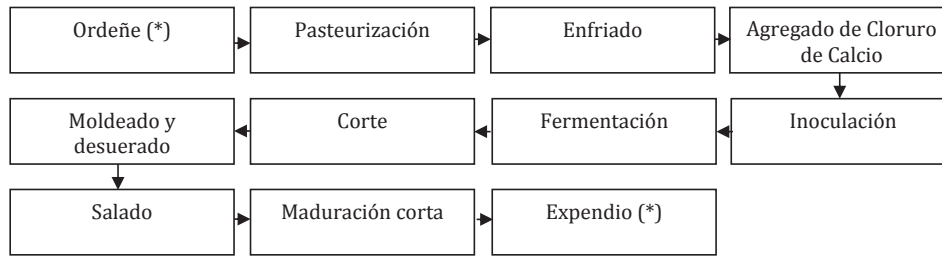 Ordeñe (*)
Pasteurización
Enfriado
Agregado de Cloruro
de Calcio
Inoculación
Fermentación
Corte
Moldeado y
desuerado
Salado
Maduración corta
Expendio (*)